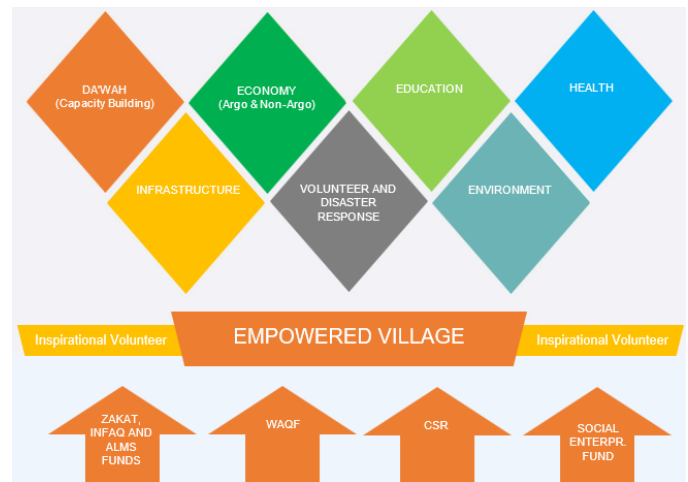 DA'WAH
(Capacity Building)
ECONOMY
(Argo & Non-Argo)
EDUCATION
HEALTH
INFRASTRUCTURE
VOLUNTEER AND
DISASTER
RESPONSE
ENVIRONMENT
Inspirational Volunteer
EMPOWERED VILLAGE
Inspirational Volunteer
ZAKAT,
INFAQ AND
ALMS
FUNDS
WAQF
CSR
SOCIAL
ENTERPR.
FUND